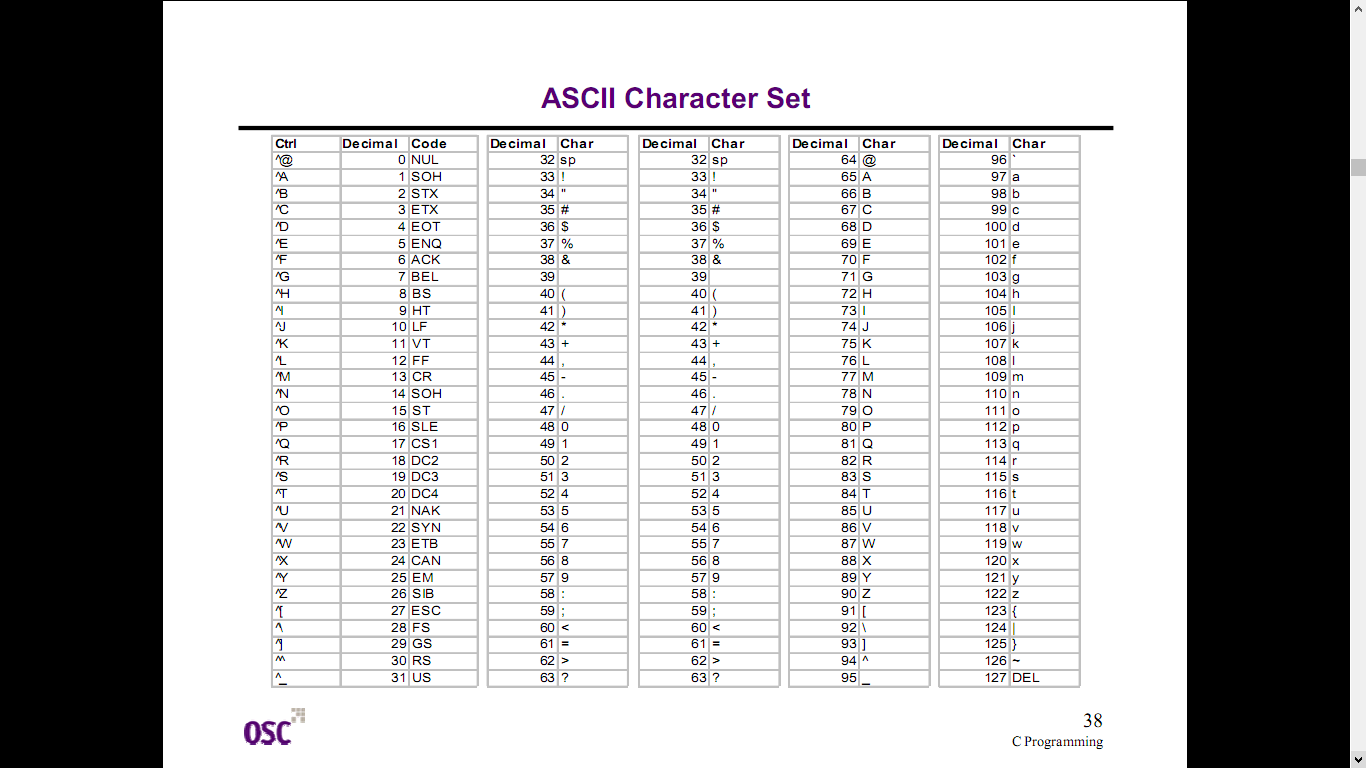 ASCII Character Set
Ctrl Decimal Code Decimal Char Decimal Char Decimal Char Decimal Char
^@ 0 NUL 32 sp 32 sp 64 @ 96 `
^A 1 SOH 33 ! 33 ! 65 A 97 a
^B 2 STX 34 " 34 " 66 B 98 b
^C 3 ETX 35 # 35 # 67 C 99 c
^D 4 EOT 36 $ 36 $ 68 D 100 d
^E 5 ENQ 37 % 37 % 69 E 101 e
^F 6 ACK 38 & 38 & 70 F 102 f
^G 7 BEL 39 39 71 G 103 g
^H 8 BS 40 ( 40 ( 72 H 104 h
^I 9 HT 41 ) 41 ) 73 I 105 I
^J 10 LF 42 * 42 * 74 J 106 j
^K 11 VT 43 + 43 + 75 K 107 k
^L 12 FF 44 , 44 , 76 L 108 l
^M 13 CR 45 - 45 - 77 M 109 m
^N 14 SOH 46 . 46 . 78 N 110 n
^O 15 ST 47 / 47 / 79 O 111 o
^P 16 SLE 48 0 48 0 80 P 112 p
^Q 17 CS1 49 1 49 1 81 Q 113 q
^R 18 DC2 50 2 50 2 82 R 114 r
^S 19 DC3 51 3 51 3 83 S 115 s
^T 20 DC4 52 4 52 4 84 T 116 t
^U 21 NAK 53 5 53 5 85 U 117 u
^V 22 SYN 54 6 54 6 86 V 118 v
^W 23 ETB 55 7 55 7 87 W 119 w
^X 24 CAN 56 8 56 8 88 X 120 x
^Y 25 EM 57 9 57 9 89 Y 121 y
^Z 26 SIB 58 : 58 : 90 Z 122 z
^[ 27 ESC 59 ; 59 ; 91 [ 123 {
^\ 28 FS 60 < 60 < 92 \ 124 |
^] 29 GS 61 = 61 = 93 ] 125 }
^^ 30 RS 62 > 62 > 94 ^ 126 ~
^_ 31 US 63 ? 63 ? 95 _ 127 DEL
OSC
38
C Programming